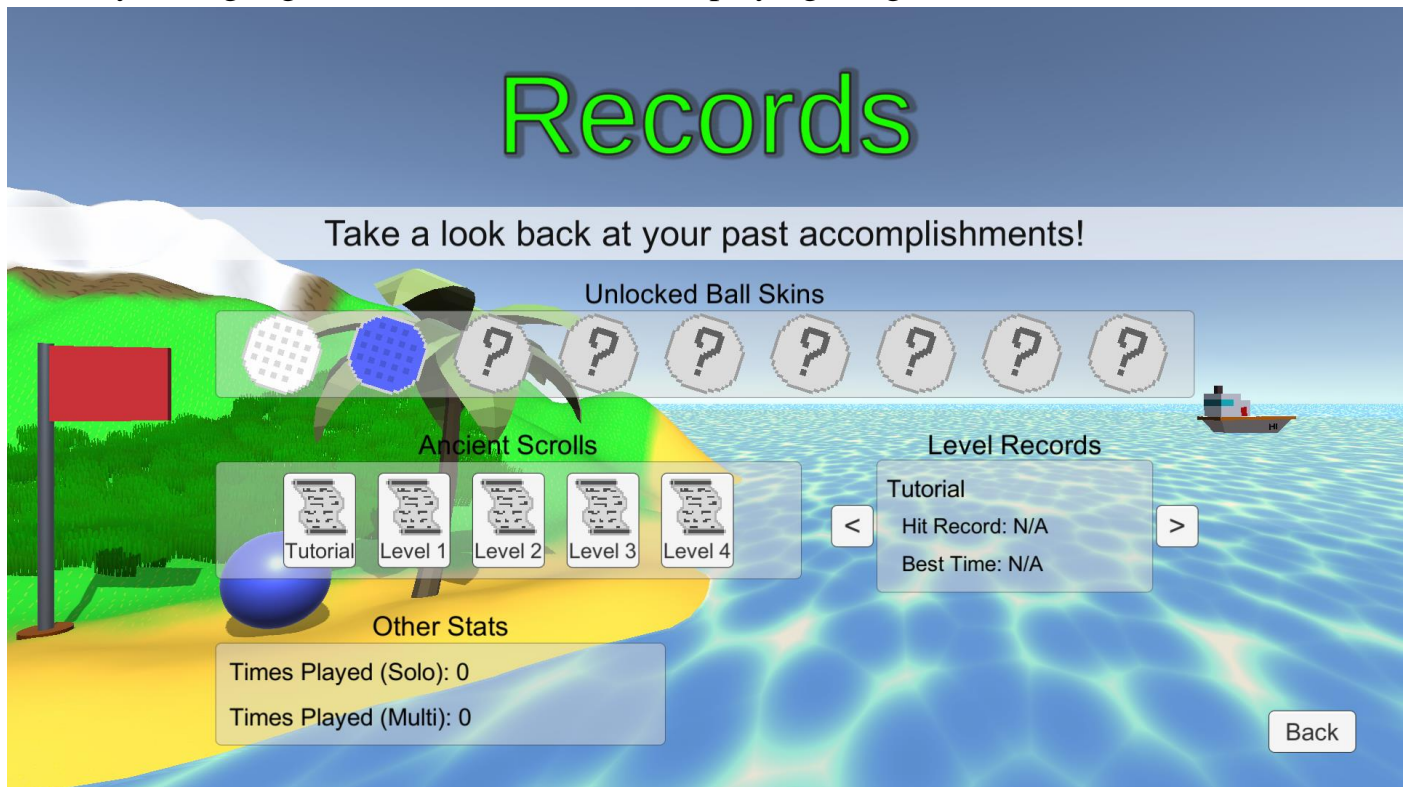 Records
Take a look back at your past accomplishments!
Unlocked Ball Skins
? ? ? ? ? ? ?
Ancient Scrolls
Tutorial Level 1 Level 2 Level 3 Level 4
Level Records
Tutorial
< Hit Record: N/A >
Best Time: N/A
HI
Other Stats
Times Played (Solo): 0
Times Played (Multi): 0
Back